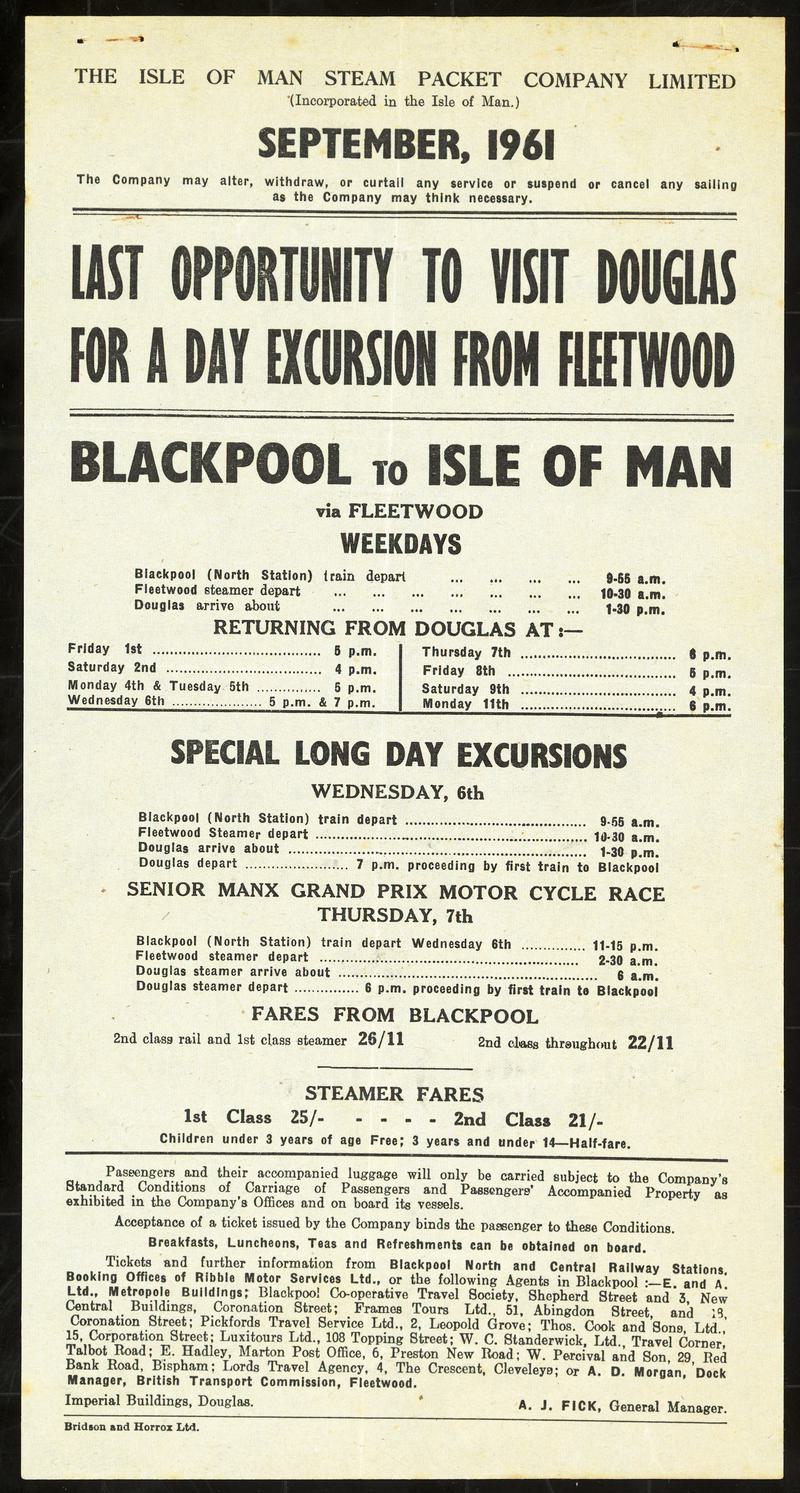 THE ISLE OF MAN STEAM PACKET COMPANY LIMITED
(Incorporated in the Isle of Man.)
SEPTEMBER, 1961
The Company may alter, withdraw, or curtail any service or suspend or cancel any sailing
as the Company may think necessary.
LAST OPPORTUNITY TO VISIT DOUGLAS
FOR A DAY EXCURSION FROM FLEETWOOD
BLACKPOOL TO ISLE OF MAN
via FLEETWOOD
WEEKDAYS
Blackpool (North Station) train depart ... ... ... ... 9-55 a.m.
Fleetwood steamer depart ... ... ... ... ... ... ... 10-30 a.m.
Douglas arrive about ... ... ... ... ... ... ... 1-30 p.m.
RETURNING FROM DOUGLAS AT :—
Friday 1st ........ 5 p.m.
Saturday 2nd ........ 4 p.m.
Monday 4th & Tuesday 5th ........ 5 p.m.
Wednesday 6th ........ 5 p.m. & 7 p.m.
Thursday 7th ........ 6 p.m.
Friday 8th ........ 5 p.m.
Saturday 9th ........ 4 p.m.
Monday 11th ........ 6 p.m.
SPECIAL LONG DAY EXCURSIONS
WEDNESDAY, 6th
Blackpool (North Station) train depart ........ 9-55 a.m.
Fleetwood Steamer depart ........ 10-30 a.m.
Douglas arrive about ........ 1-30 p.m.
Douglas depart ........ 7 p.m. proceeding by first train to Blackpool
SENIOR MANX GRAND PRIX MOTOR CYCLE RACE
THURSDAY, 7th
Blackpool (North Station) train depart Wednesday 6th ........ 11-15 p.m.
Fleetwood steamer depart ........ 2-30 a.m.
Douglas steamer arrive about ........ 6 a.m.
Douglas steamer depart ........ 6 p.m. proceeding by first train to Blackpool
FARES FROM BLACKPOOL
2nd class rail and 1st class steamer 26/11 2nd class throughout 22/11
STEAMER FARES
1st Class 25/- - - - - 2nd Class 21/-
Children under 3 years of age Free; 3 years and under 14—Half-fare.
Passengers and their accompanied luggage will only be carried subject to the Company's
Standard Conditions of Carriage of Passengers and Passengers' Accompanied Property as
exhibited in the Company's Offices and on board its vessels.
Acceptance of a ticket issued by the Company binds the passenger to these Conditions.
Breakfasts, Luncheons, Teas and Refreshments can be obtained on board.
Tickets and further information from Blackpool North and Central Railway Stations.
Booking Offices of Ribble Motor Services Ltd., or the following Agents in Blackpool :—E. and A.
Ltd., Metropole Buildings; Blackpool Co-operative Travel Society, Shepherd Street and 3, New
Central Buildings, Coronation Street; Frames Tours Ltd., 51, Abingdon Street, and
Coronation Street; Pickfords Travel Service Ltd., 2, Leopold Grove; Thos. Cook and Sons, Ltd.,
15, Corporation Street; Luxitours Ltd., 108 Topping Street; W. C. Standerwick, Ltd., Travel Corner,
Talbot Road; E. Hadley, Marton Post Office, 6, Preston New Road; W. Percival and Son, 29, Red
Bank Road, Bispham; Lords Travel Agency, 4, The Crescent, Cleveleys; or A. D. Morgan, Dock
Manager, British Transport Commission, Fleetwood.
Imperial Buildings, Douglas. A. J. FICK, General Manager.
Bridson and Horrox Ltd.